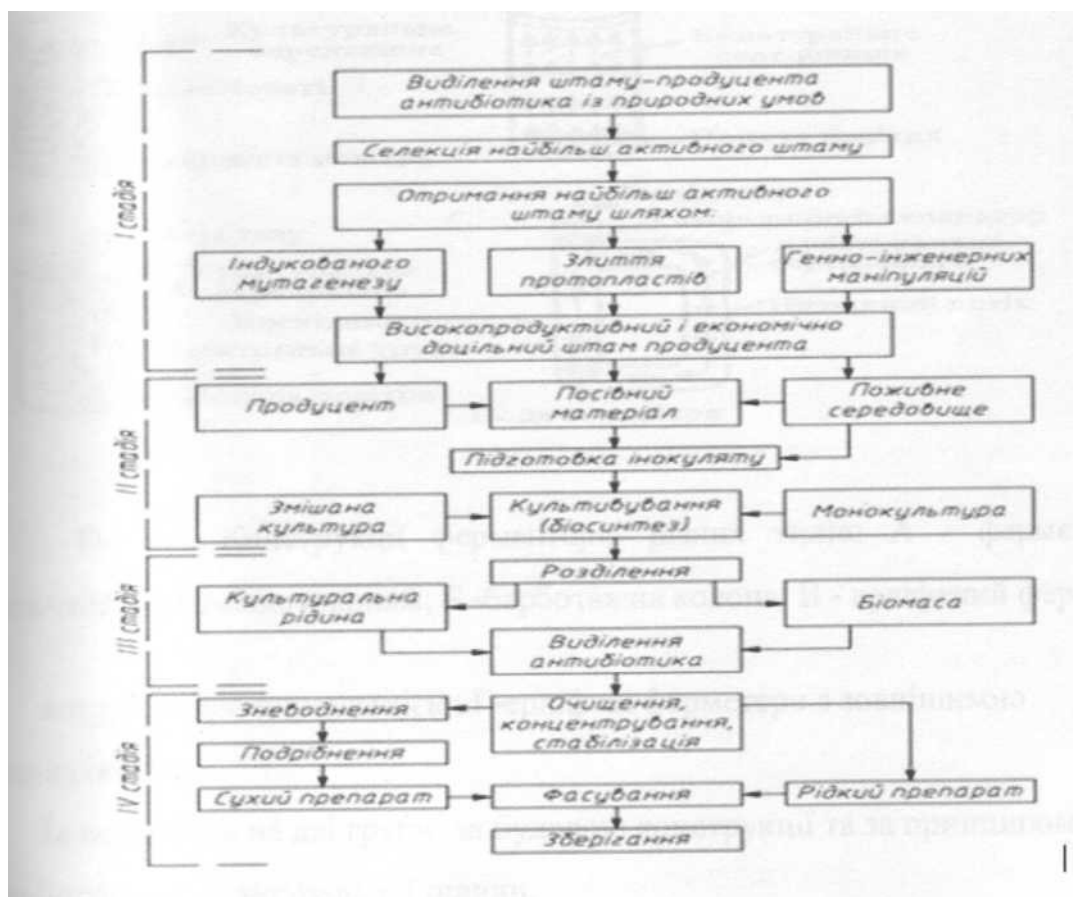 Виділення штаму-продуцента
антибіотика із природних умов
Селекція найбільш активного штаму
Отримання найбільш активного
штаму шляхом:
І стадія
Індукованого
мутагенезу
Злиття
протопластів
Генно-інженерних
маніпуляцій
Високопродуктивний і економічно
доцільний штам продуцента
ІІ стадія
Продуцент
Посівний
матеріал
Поживне
середовище
Підготовка інокуляту
Змішана
культура
Культивування
(біосинтез)
Монокультура
ІІІ стадія
Розділення
Культуральна
рідина
Біомаса
Виділення
антибіотика
ІV стадія
Зневоднення
Очищення,
концентрування,
стабілізація
Подрібнення
Сухий препарат
Фасування
Рідкий препарат
Зберігання